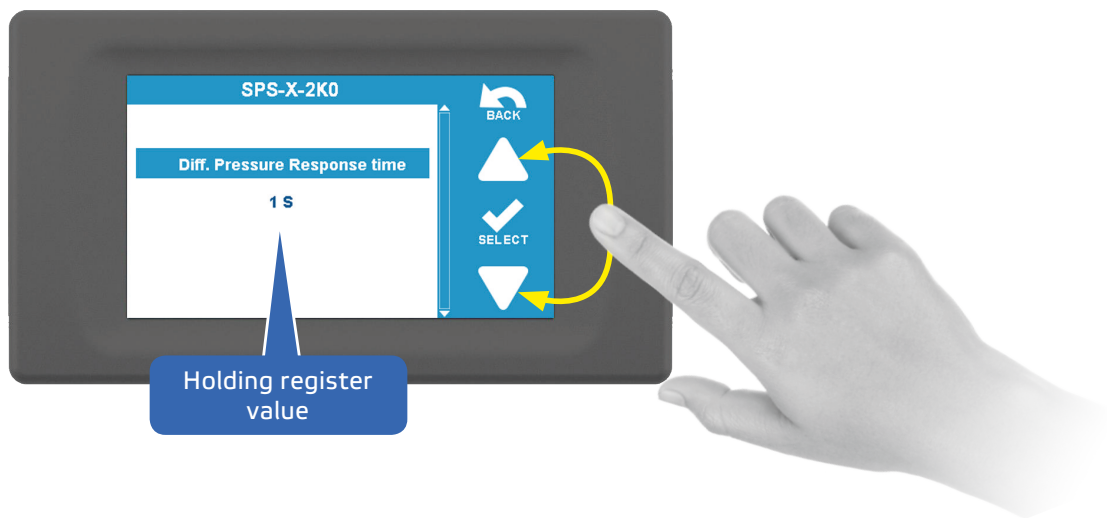 SPS-X-2K0
BACK
Diff. Pressure Response time
1 S
SELECT
Holding register
value